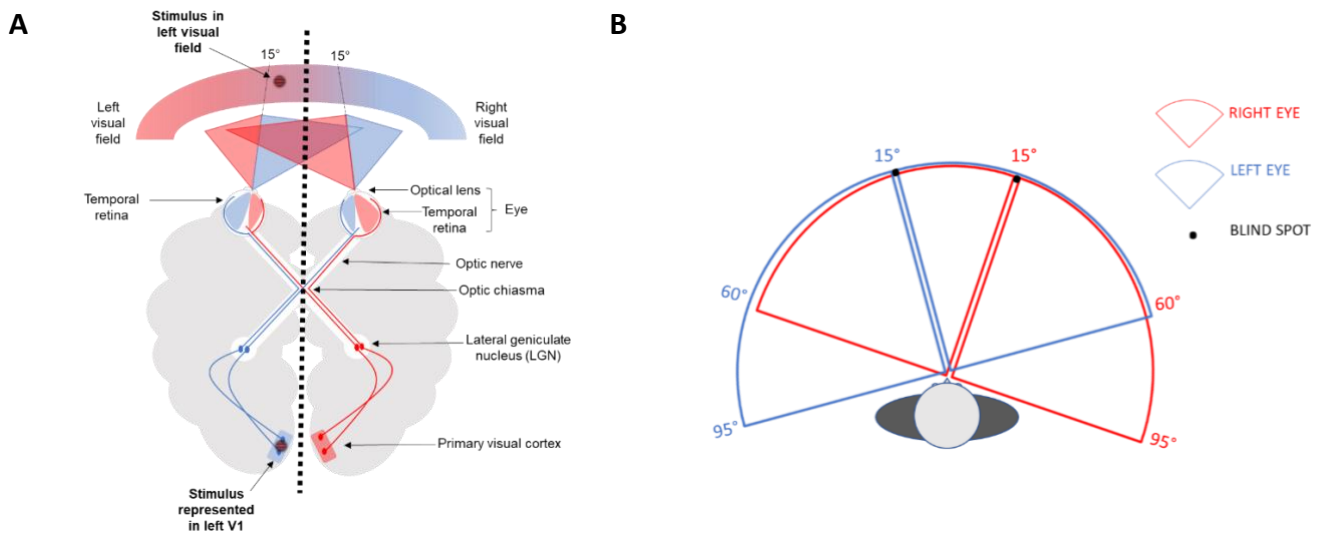 A
Stimulus in
left visual
field
15°
15°
Left
visual
field
Right
visual
field
Temporal
retina
Optical lens
Temporal
retina
Eye
Optic nerve
Optic chiasma
Lateral geniculate
nucleus (LGN)
Primary visual cortex
Stimulus
represented
in left V1
B
15°
15°
60°
60°
95°
95°
RIGHT EYE
LEFT EYE
BLIND SPOT